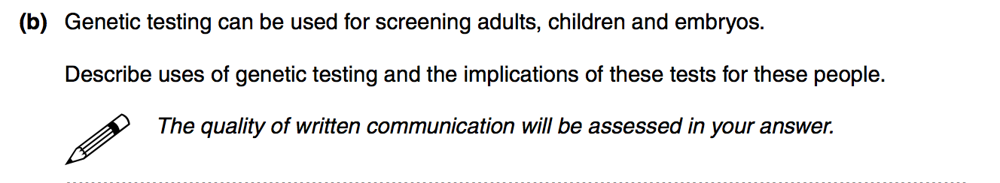 (b) Genetic testing can be used for screening adults, children and embryos.
Describe uses of genetic testing and the implications of these tests for these people.
The quality of written communication will be assessed in your answer.